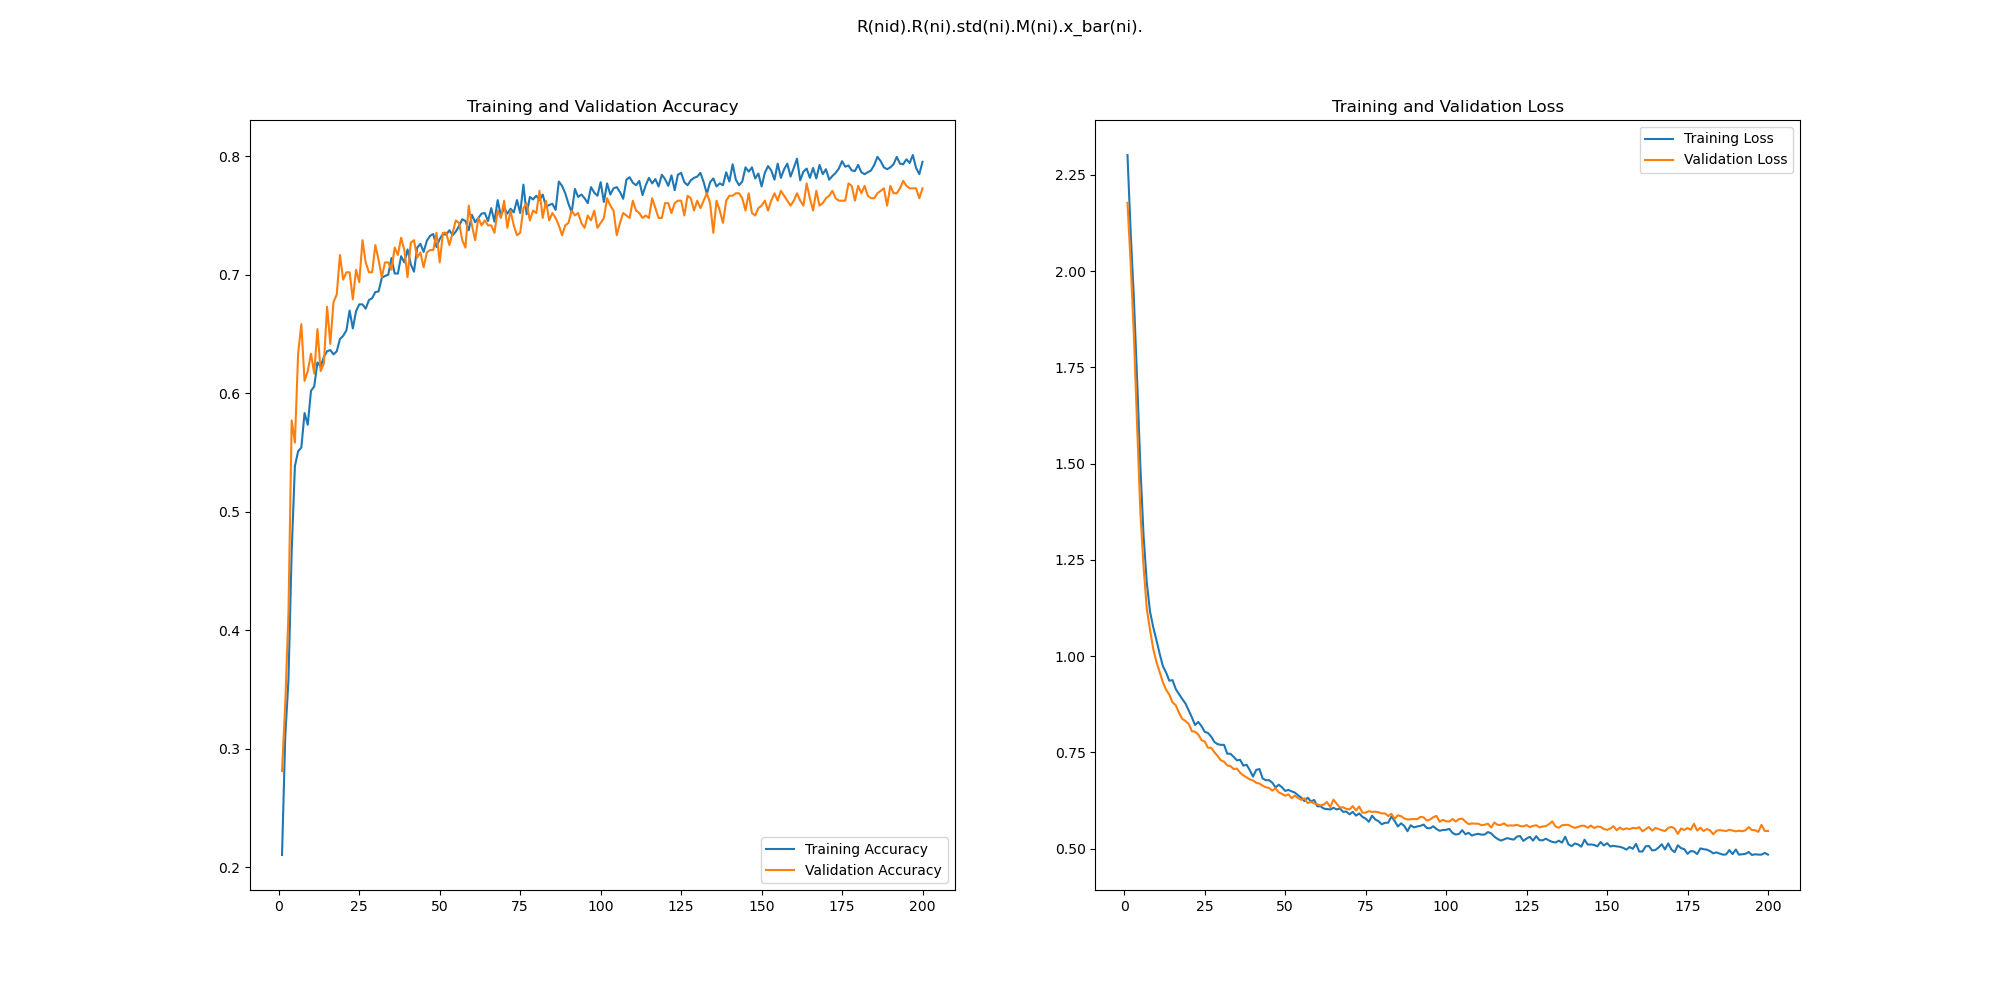 R(nid).R(ni).std(ni).M(ni).x_bar(ni).
Training and Validation Accuracy
0.8
0.7
0.6
0.5
0.4
0.3
0.2
0 25 50 75 100 125 150 175 200
Training Accuracy
Validation Accuracy
Training and Validation Loss
Training Loss
Validation Loss
2.25
2.00
1.75
1.50
1.25
1.00
0.75
0.50
0 25 50 75 100 125 150 175 200